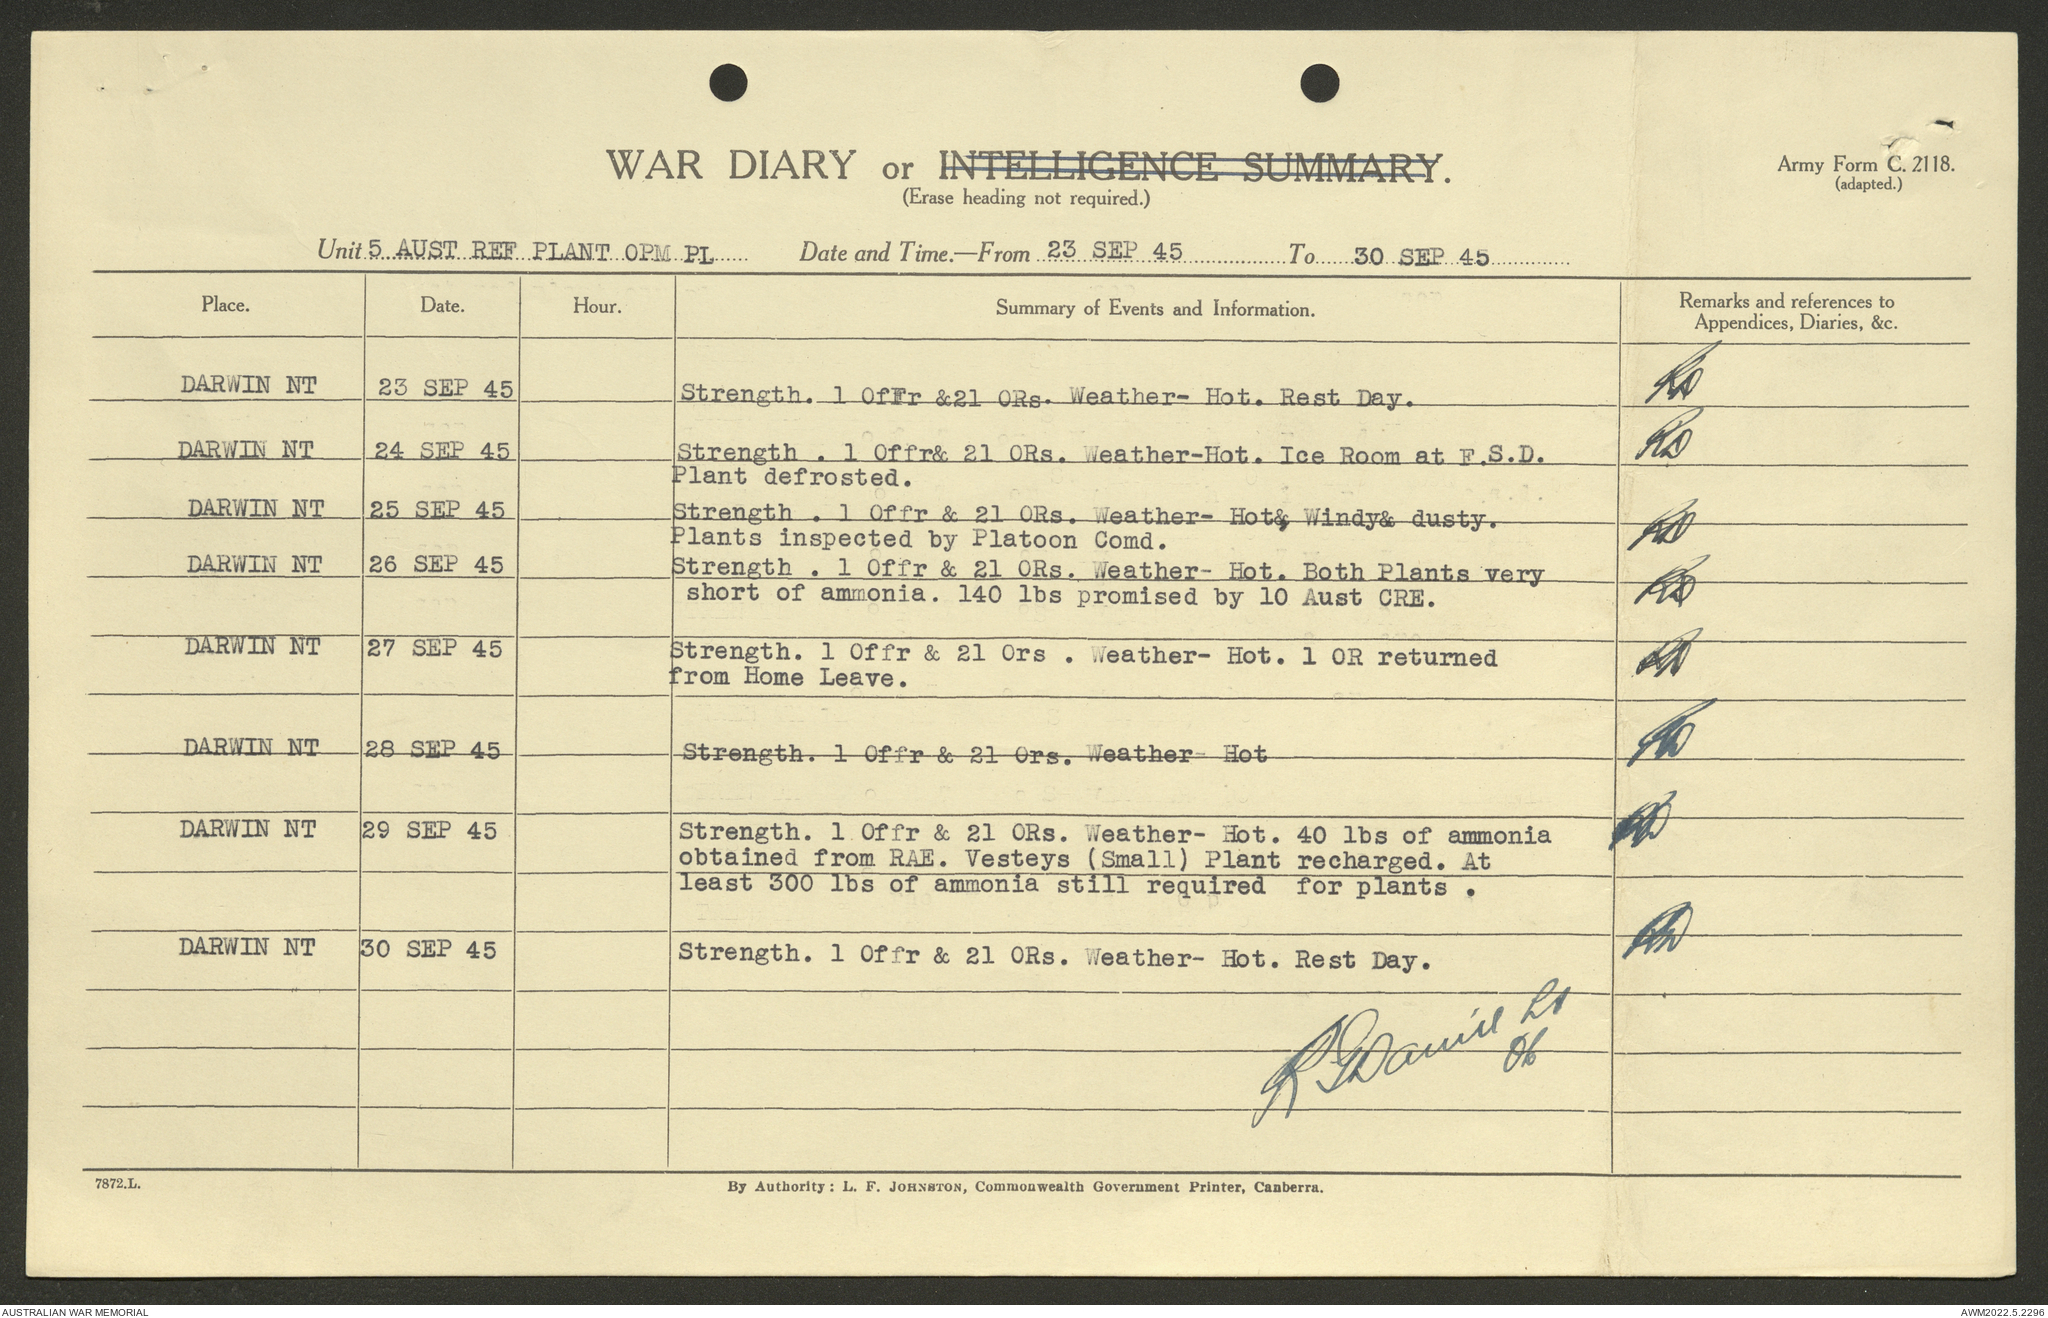 WAR DIARY or INTELLIGENCE SUMMARY.
(Erase heading not required.)
Army Form C. 2118.
(adapted.)
Unit 5 AUST REF PLANT OPM PL Date and Time.—From 23 SEP 45 To 30 SEP 45
Place. Date. Hour. Summary of Events and Information. Remarks and references to
Appendices, Diaries, &c.
DARWIN NT 23 SEP 45 Strength. 1 OfFr &21 ORs. Weather- Hot. Rest Day.
DARWIN NT 24 SEP 45 Strength . 1 Offr& 21 ORs. Weather-Hot. Ice Room at F.S.D.
Plant defrosted.
DARWIN NT 25 SEP 45 Strength . 1 Offr & 21 ORs. Weather- Hot& Windy& dusty.
Plants inspected by Platoon Comd.
DARWIN NT 26 SEP 45 Strength . 1 Offr & 21 ORs. Weather- Hot. Both Plants very
short of ammonia. 140 lbs promised by 10 Aust CRE.
DARWIN NT 27 SEP 45 Strength. 1 Offr & 21 Ors . Weather- Hot. 1 OR returned
from Home Leave.
DARWIN NT 28 SEP 45 Strength. 1 Offr & 21 Ors. Weather- Hot
DARWIN NT 29 SEP 45 Strength. 1 Offr & 21 ORs. Weather- Hot. 40 lbs of ammonia
obtained from RAE. Vesteys (Small) Plant recharged. At
least 300 lbs of ammonia still required for plants .
DARWIN NT 30 SEP 45 Strength. 1 Offr & 21 ORs. Weather- Hot. Rest Day.
Lt
7872.L.
By Authority: L. F. JOHNSTON, Commonwealth Government Printer, Canberra.
AUSTRALIAN WAR MEMORIAL
AWM2022.5.2296